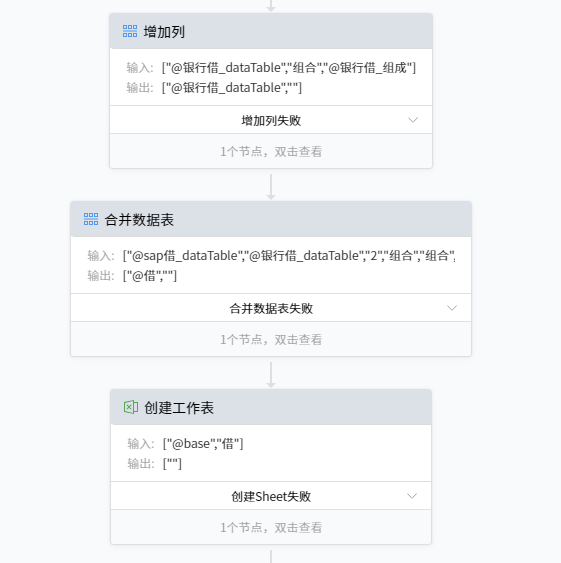 增加列
输入: ["@银行借_dataTable","组合","@银行借_组成"]
输出: ["@银行借_dataTable",""]
增加列失败
1个节点，双击查看
合并数据表
输入: ["@sap借_dataTable","@银行借_dataTable","2","组合","组合",
输出: ["@借",""]
合并数据表失败
1个节点，双击查看
创建工作表
输入: ["@base","借"]
输出: [""]
创建Sheet失败
1个节点，双击查看